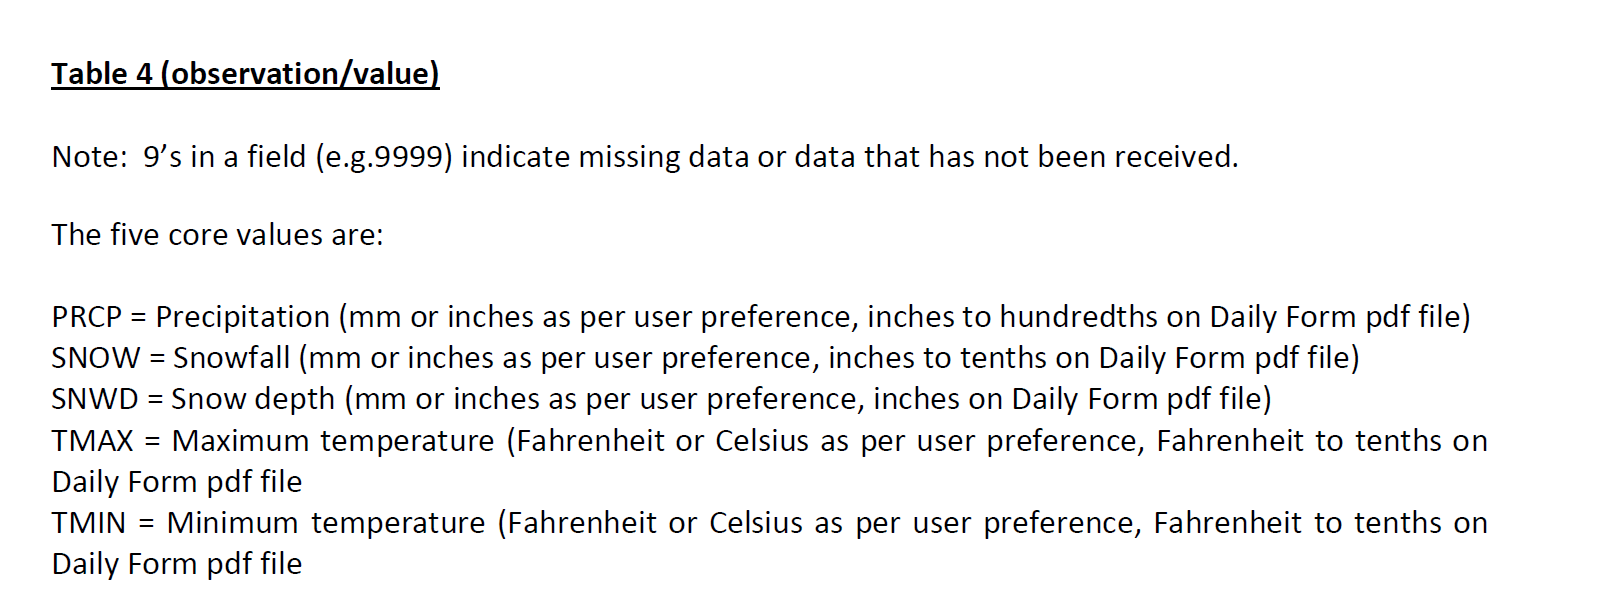 Table 4 (observation/value)
Note:  9’s in a field (e.g.9999) indicate missing data or data that has not been received.
The five core values are:
PRCP = Precipitation (mm or inches as per user preference, inches to hundredths on Daily Form pdf file)
SNOW = Snowfall (mm or inches as per user preference, inches to tenths on Daily Form pdf file)
SNWD = Snow depth (mm or inches as per user preference, inches on Daily Form pdf file)
TMAX = Maximum temperature (Fahrenheit or Celsius as per user preference, Fahrenheit to tenths on
Daily Form pdf file
TMIN = Minimum temperature (Fahrenheit or Celsius as per user preference, Fahrenheit to tenths on
Daily Form pdf file